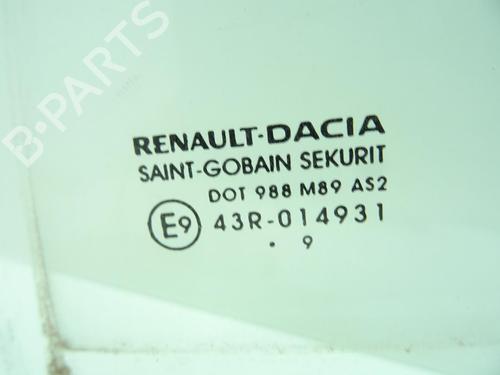 B-PARTS
RENAULT·DACIA
SAINT-GOBAIN SEKURIT
DOT 988 M89 AS2
E9 43R-014931
. 9